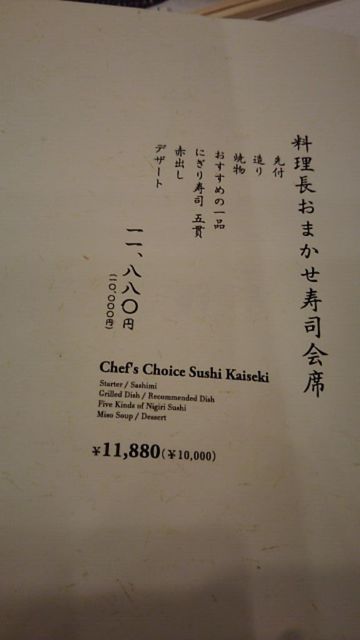 料理長おまかせ寿司会席
先付
造り
焼物
おすすめの一品
にぎり寿司 五貫
赤出し
デザート
一一、八八〇円
(一〇、〇〇〇円)
Chef's Choice Sushi Kaiseki
Starter / Sashimi
Grilled Dish / Recommended Dish
Five Kinds of Nigiri Sushi
Miso Soup / Dessert
¥11,880(¥10,000)